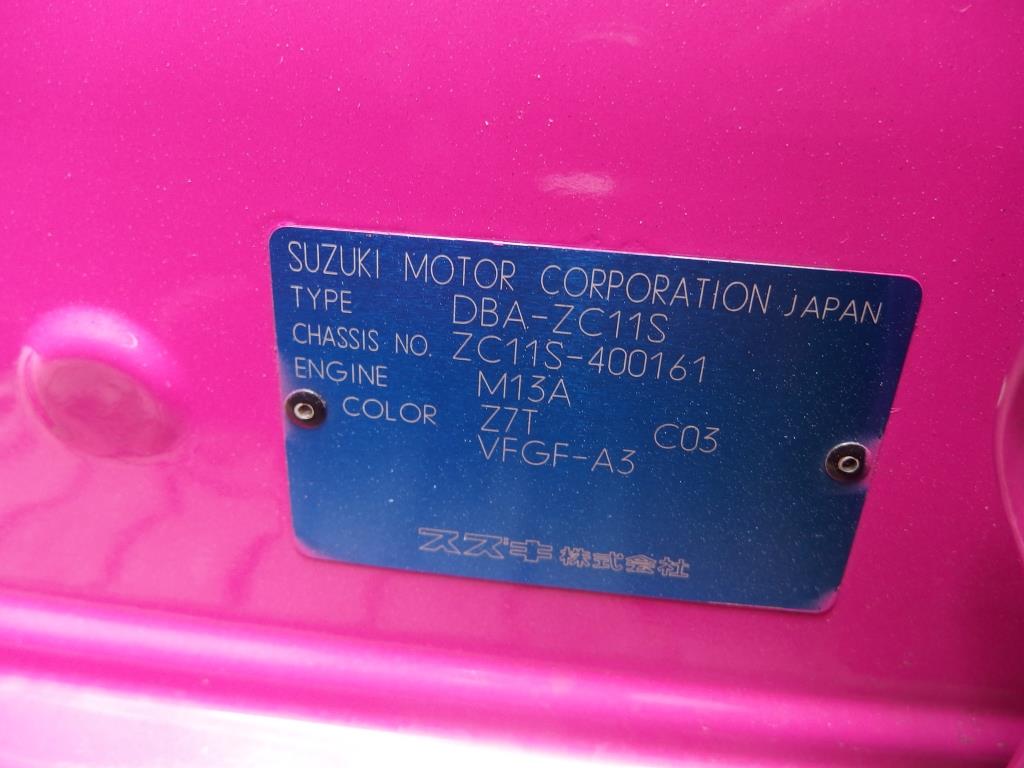 SUZUKI MOTOR CORPORATION JAPAN
TYPE DBA-ZC11S
CHASSIS NO. ZC11S-400161
ENGINE M13A
COLOR Z7T C03
VFGF-A3
スズキ株式会社